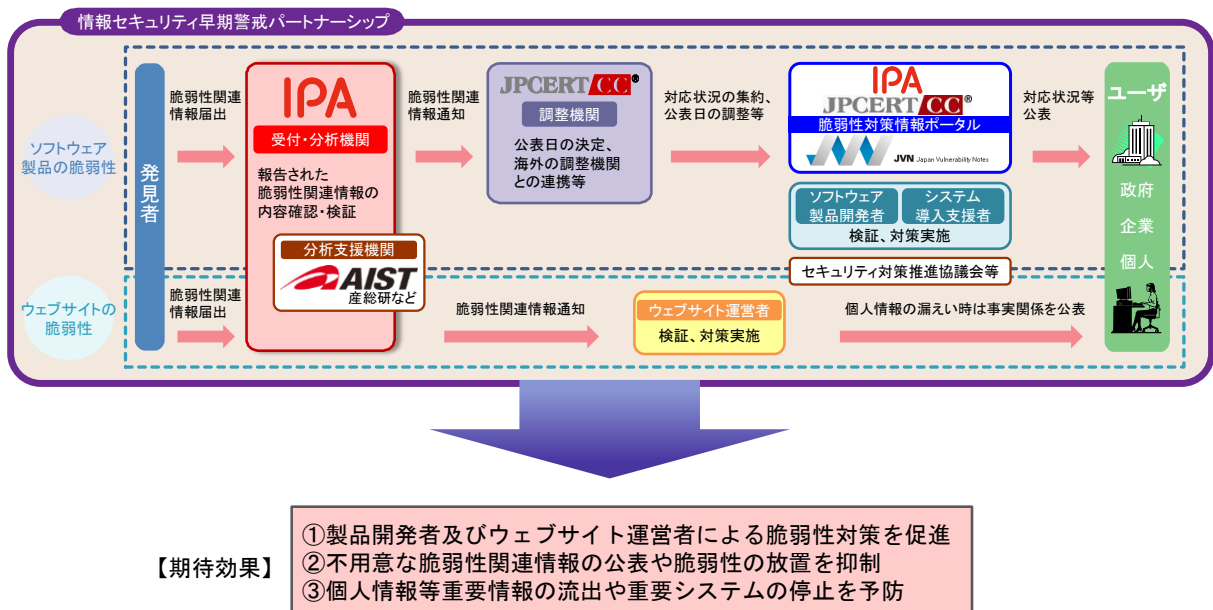 情報セキュリティ早期警戒パートナーシップ
ソフトウェア
製品の脆弱性
発見者
脆弱性関連
情報届出
IPA
受付・分析機関
報告された
脆弱性関連情報の
内容確認・検証
分析支援機関
AIST
産総研など
脆弱性関連
情報通知
JPCERT CC®
調整機関
公表日の決定、
海外の調整機関
との連携等
対応状況の集約、
公表日の調整等
IPA
JPCERT CC®
脆弱性対策情報ポータル
JVN Japan Vulnerability Notes
ソフトウェア
製品開発者
システム
導入支援者
検証、対策実施
セキュリティ対策推進協議会等
対応状況等
公表
ユーザ
政府
企業
個人
ウェブサイトの
脆弱性
脆弱性関連
情報届出
脆弱性関連情報通知
ウェブサイト運営者
検証、対策実施
個人情報の漏えい時は事実関係を公表
【期待効果】
①製品開発者及びウェブサイト運営者による脆弱性対策を促進
②不用意な脆弱性関連情報の公表や脆弱性の放置を抑制
③個人情報等重要情報の流出や重要システムの停止を予防